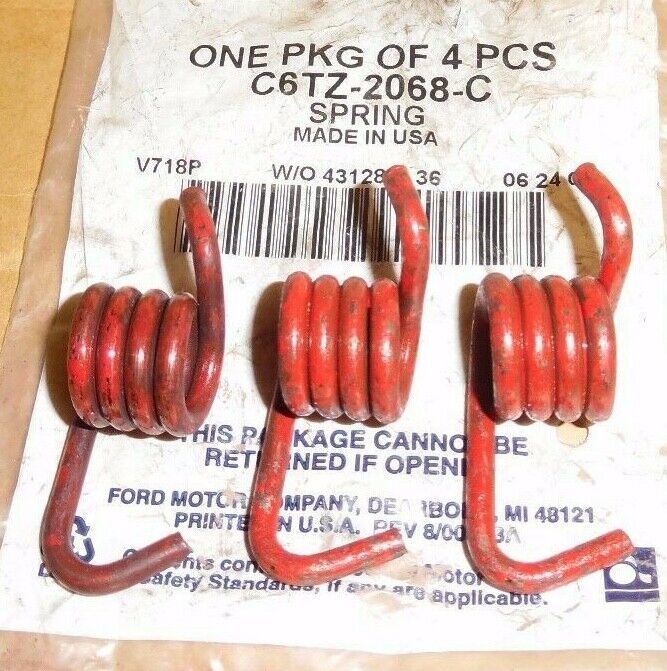 ONE PKG OF 4 PCS
C6TZ-2068-C
SPRING
MADE IN USA
V718P W/O 36 06 24
THIS PACKAGE CANNOT BE
RETURNED IF OPENED
FORD MOTOR COMPANY, DEARBORN, MI 48121
PRINTED IN U.S.A. REV 8/00
Motor
Safety Standards, if any are applicable.